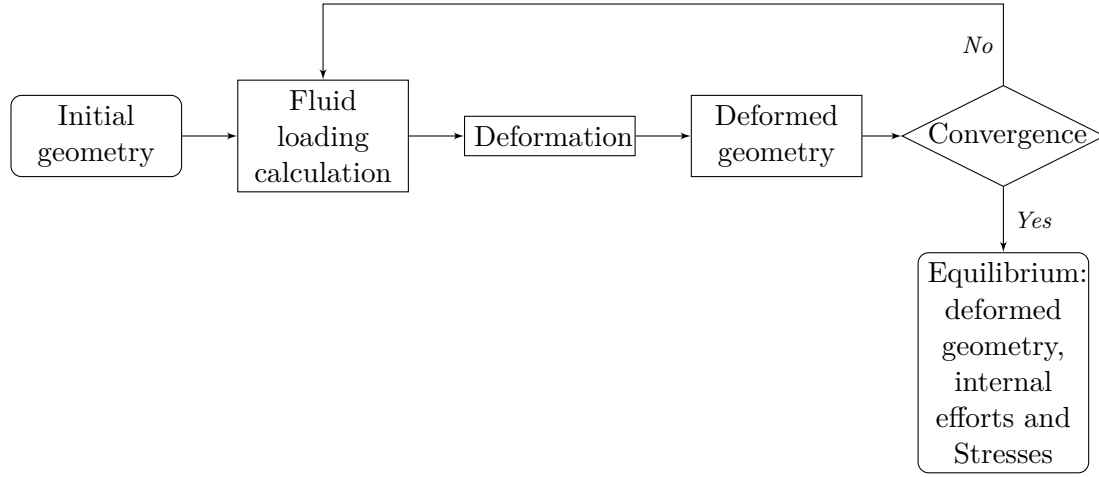 No
Initial
geometry
Fluid
loading
calculation
Deformation
Deformed
geometry
Convergence
Yes
Equilibrium:
deformed
geometry,
internal
efforts and
Stresses